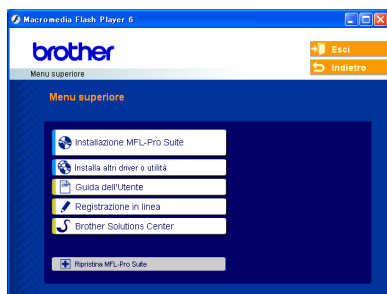 Macromedia Flash Player 6
brother
Esci
Menu superiore
Indietro
Menu superiore
Installazione MFL-Pro Suite
Installa altri driver o utilità
Guida dell'Utente
Registrazione in linea
Brother Solutions Center
Ripristina MFL-Pro Suite